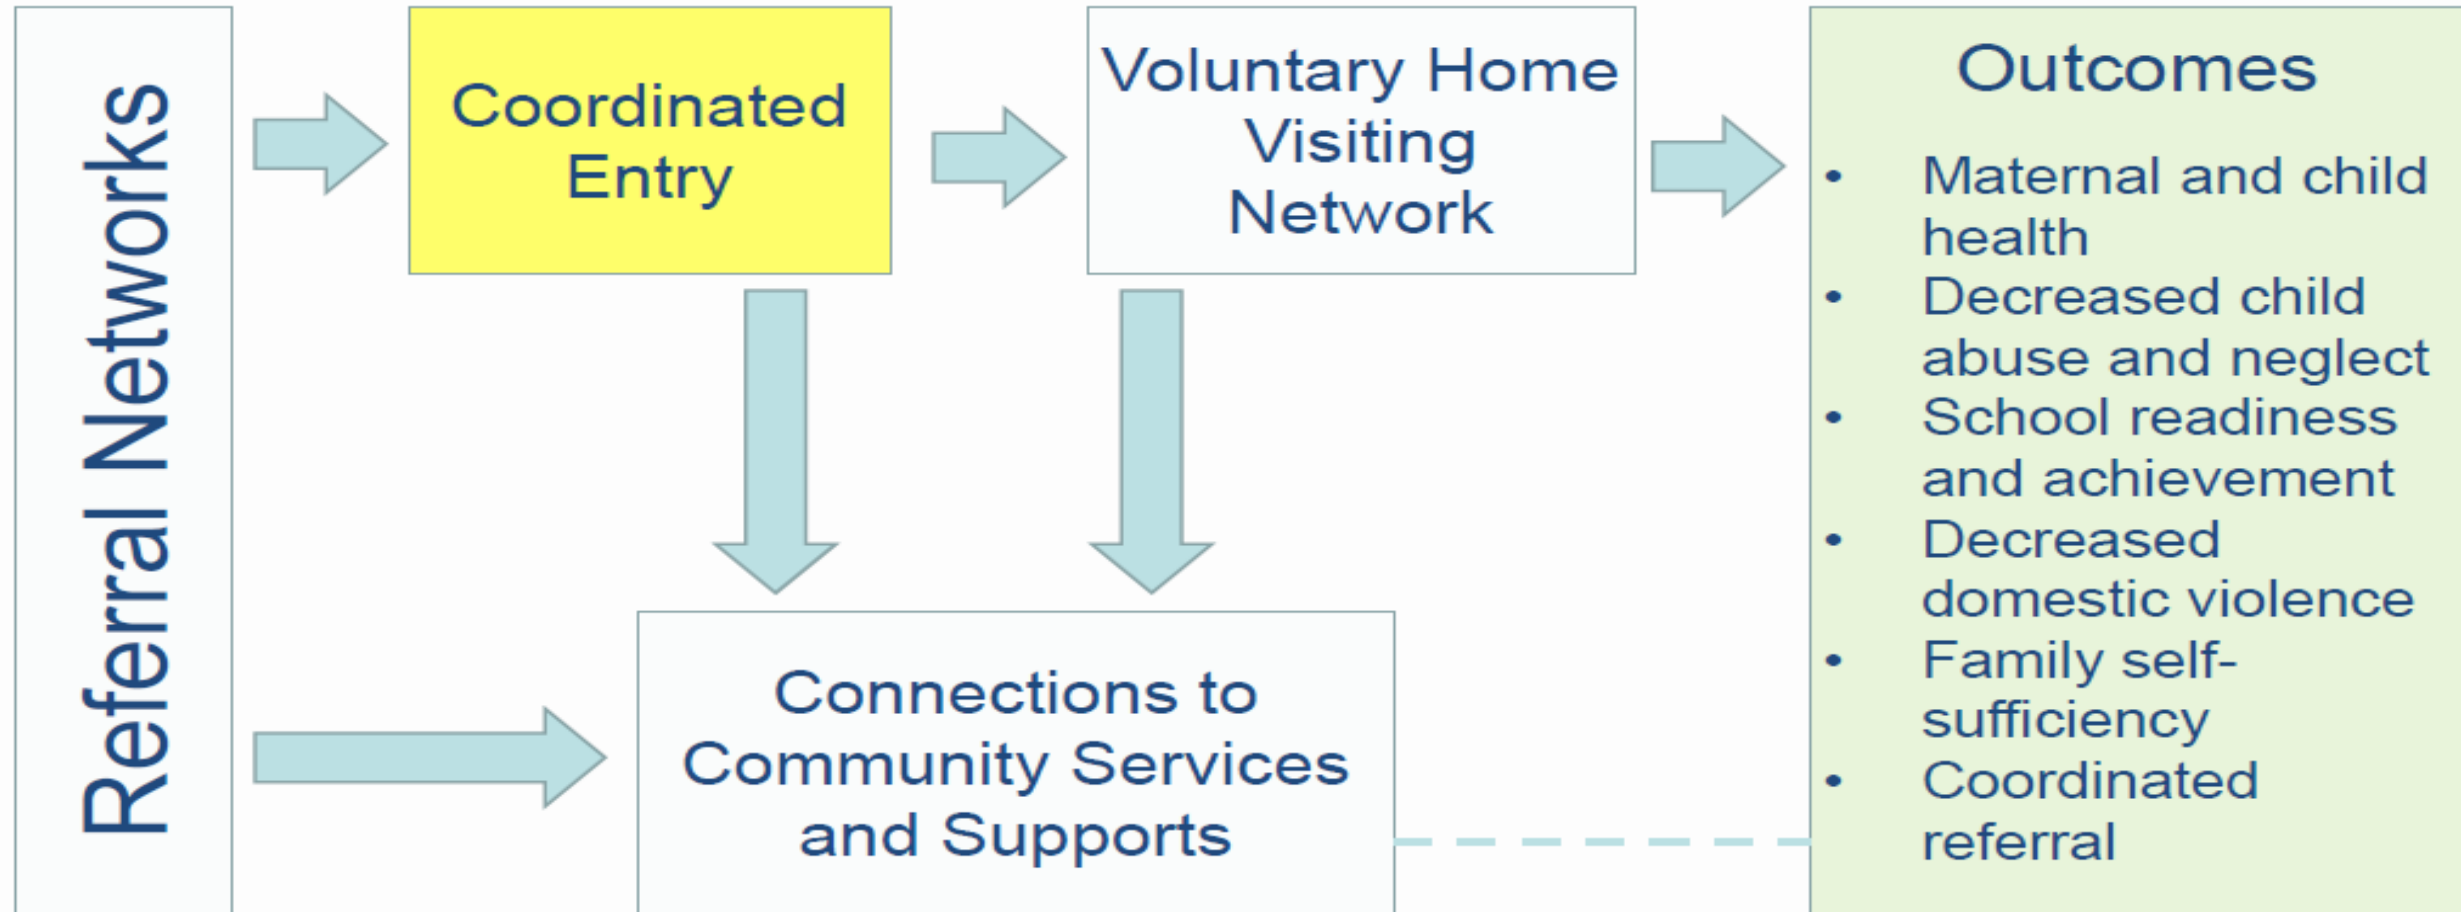 Referral Networks
Coordinated
Entry
Voluntary Home
Visiting
Network
Connections to
Community Services
and Supports
Outcomes
• Maternal and child
health
• Decreased child
abuse and neglect
• School readiness
and achievement
• Decreased
domestic violence
• Family self-
sufficiency
• Coordinated
referral